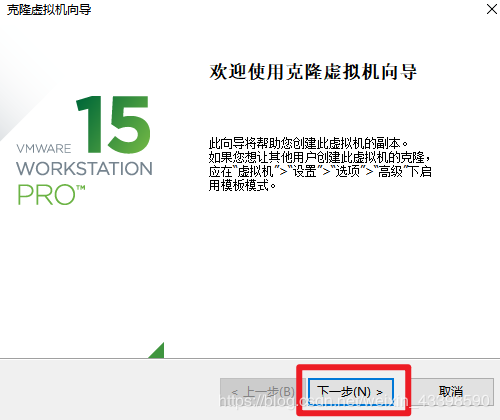 克隆虚拟机向导
欢迎使用克隆虚拟机向导
15
VMWARE
WORKSTATION
PRO™
此向导将帮助您创建此虚拟机的副本。
如果您想让其他用户创建此虚拟机的克隆，
应在"虚拟机">"设置">"选项">"高级"下启
用模板模式。
< 上一步(B)
下一步(N) >
取消
https://blog.csdn.net/weixin_43398590